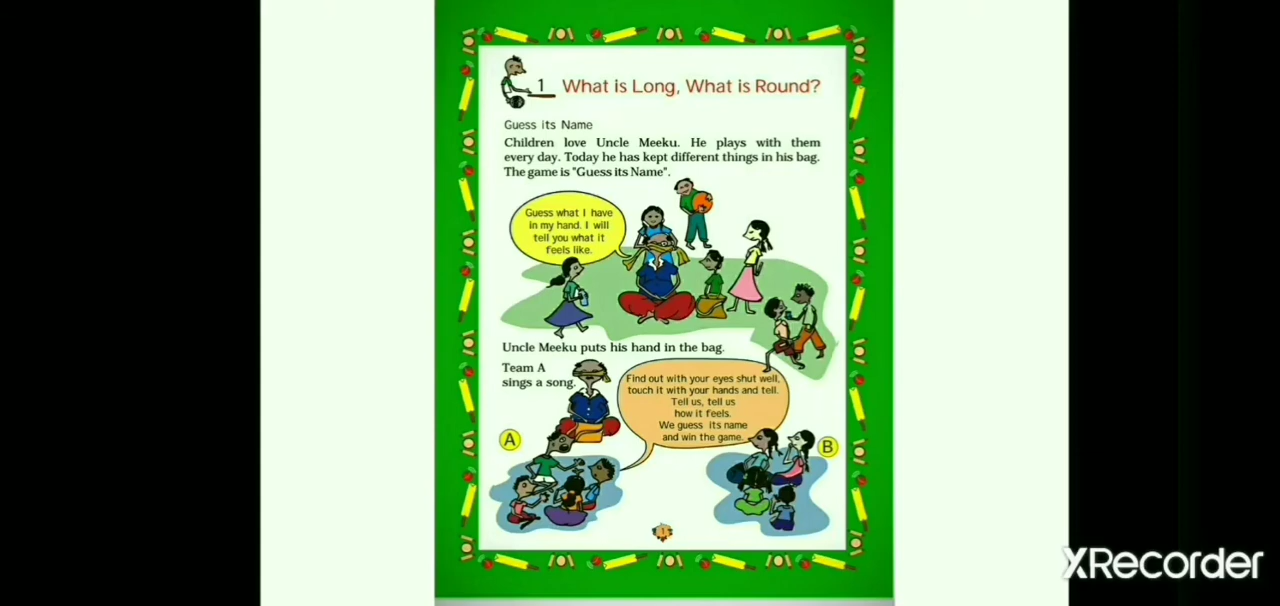 1 What is Long, What is Round?
Guess its Name
Children love Uncle Meeku. He plays with them
every day. Today he has kept different things in his bag.
The game is "Guess its Name".
Guess what I have
in my hand. I will
tell you what it
feels like.
Uncle Meeku puts his hand in the bag.
Team A
sings a song.
Find out with your eyes shut well,
touch it with your hands and tell.
Tell us, tell us
how it feels.
We guess its name
and win the game.
A
B
1
XRecorder